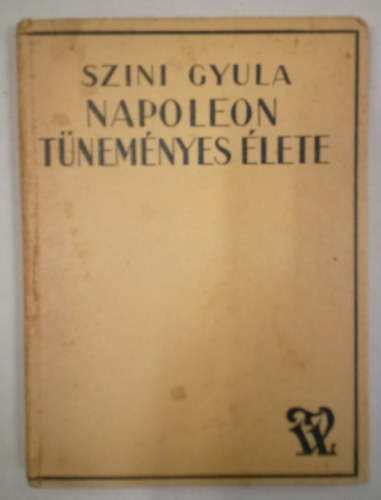 SZINI GYULA
NAPOLEON
TÜNEMÉNYES ÉLETE